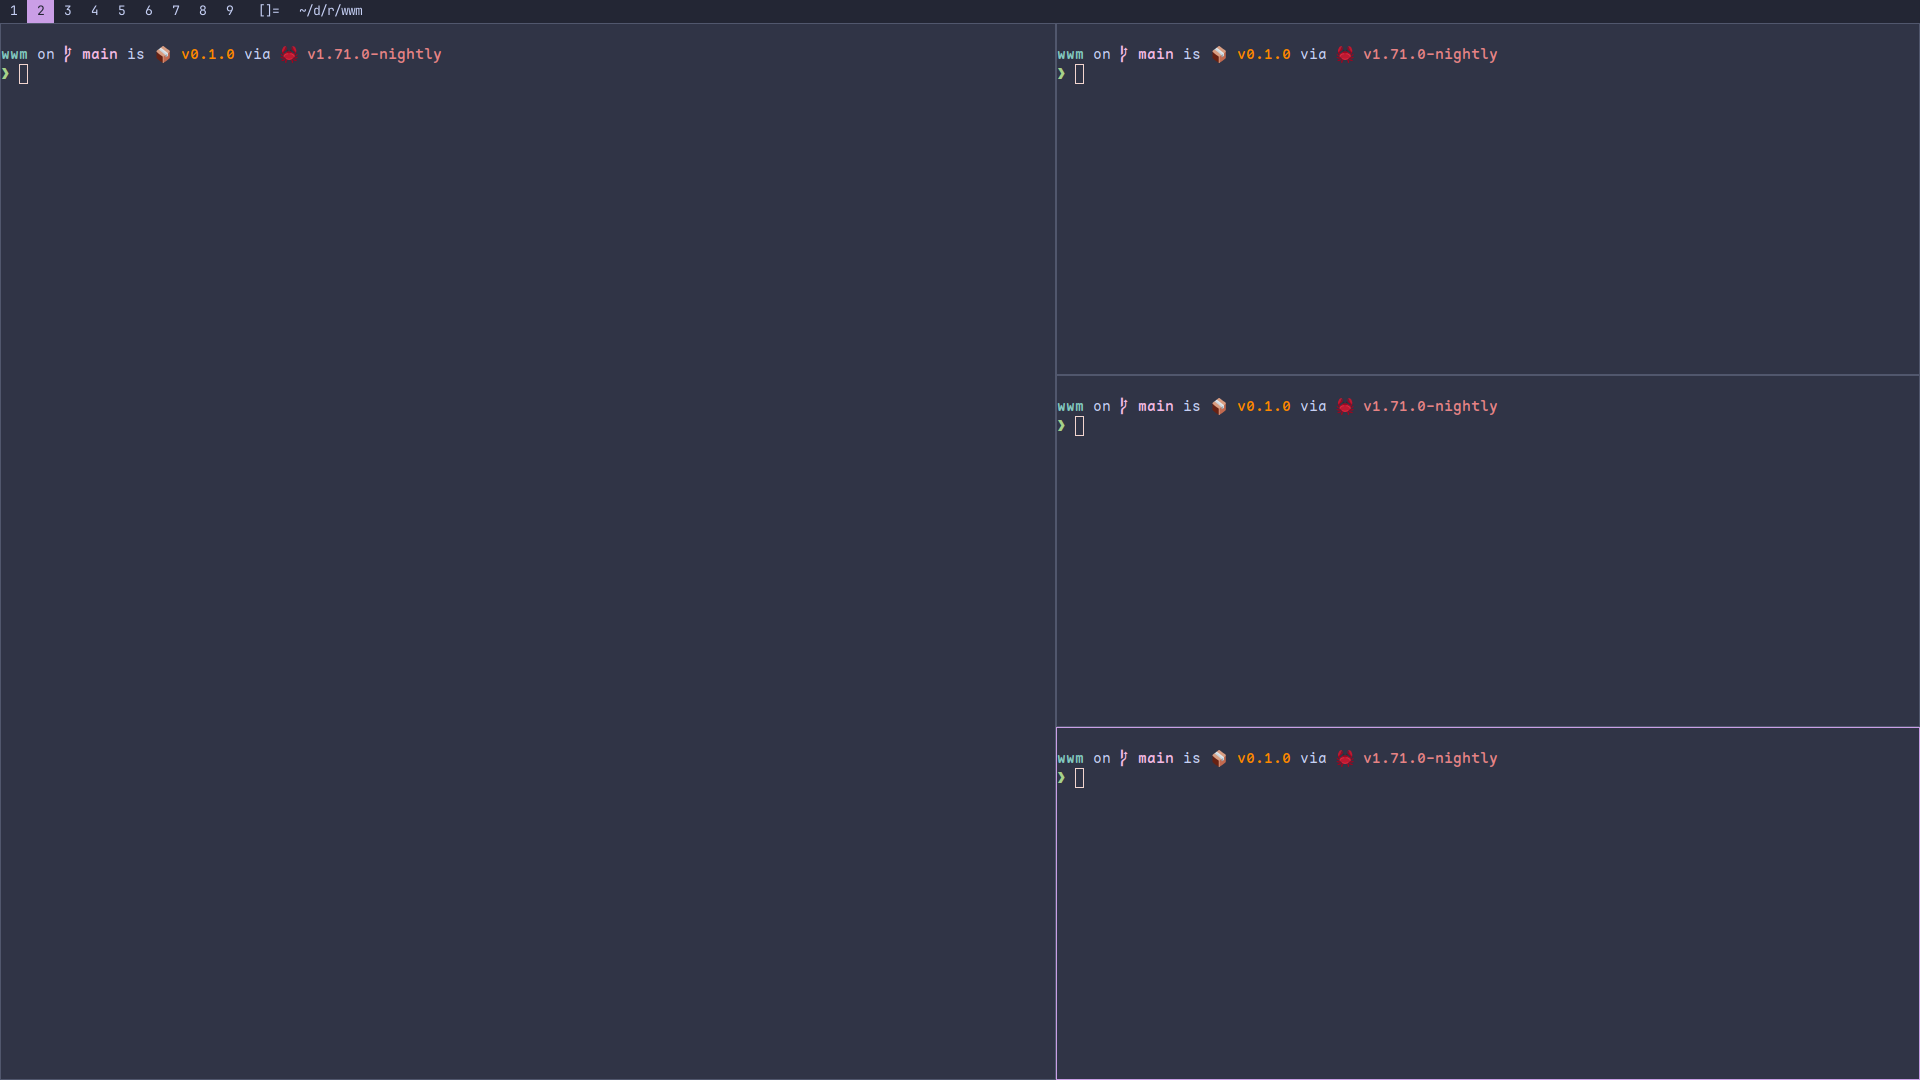 1 2 3 4 5 6 7 8 9 []= ~/d/r/wwm
wwm on main is 📦 v0.1.0 via 🦀 v1.71.0-nightly
❯
wwm on main is 📦 v0.1.0 via 🦀 v1.71.0-nightly
❯
wwm on main is 📦 v0.1.0 via 🦀 v1.71.0-nightly
❯
wwm on main is 📦 v0.1.0 via 🦀 v1.71.0-nightly
❯